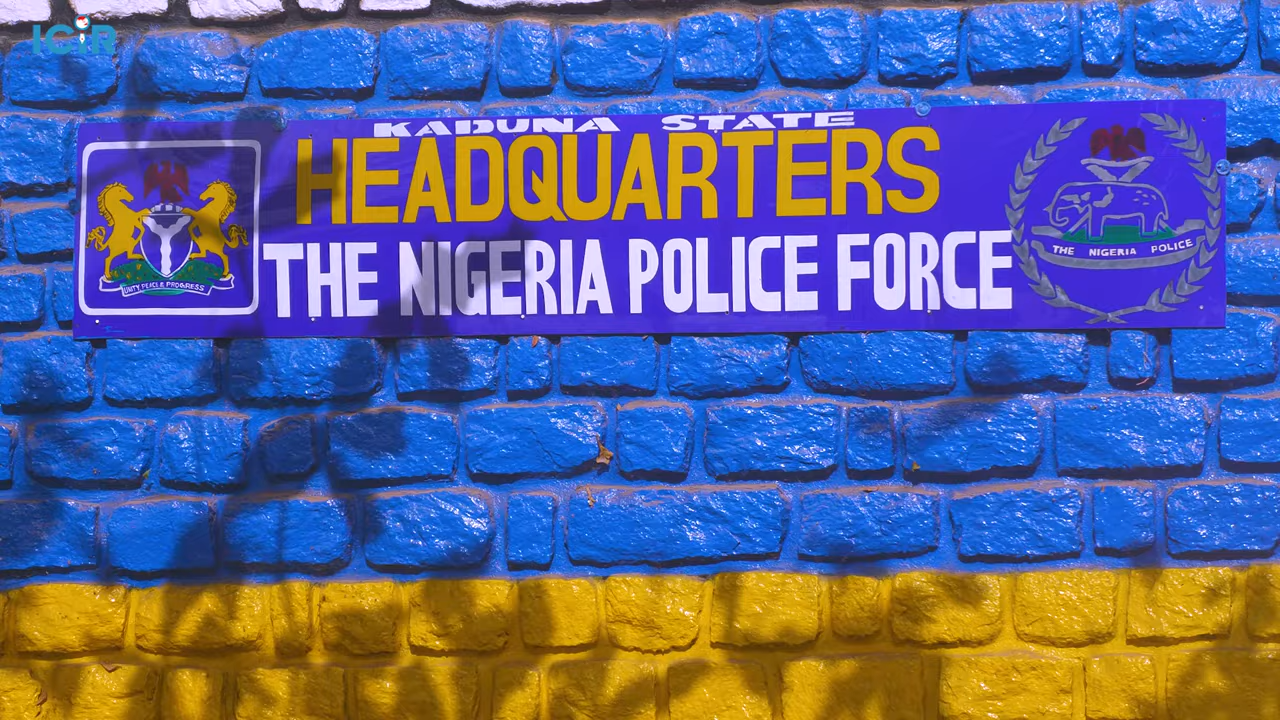 ICiR
KADUNA STATE
HEADQUARTERS
THE NIGERIA POLICE FORCE
UNITY PEACE & PROGRESS
THE NIGERIA POLICE